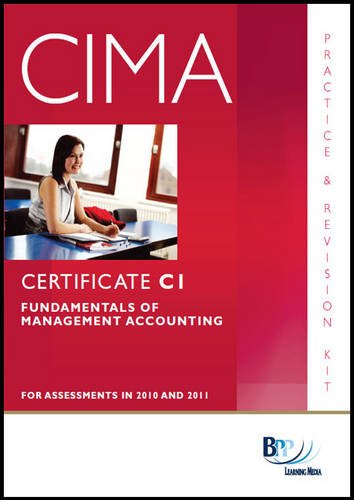 CIMA
PRACTICE & REVISION KIT
CERTIFICATE C1
FUNDAMENTALS OF
MANAGEMENT ACCOUNTING
FOR ASSESSMENTS IN 2010 AND 2011
BPP
LEARNING MEDIA